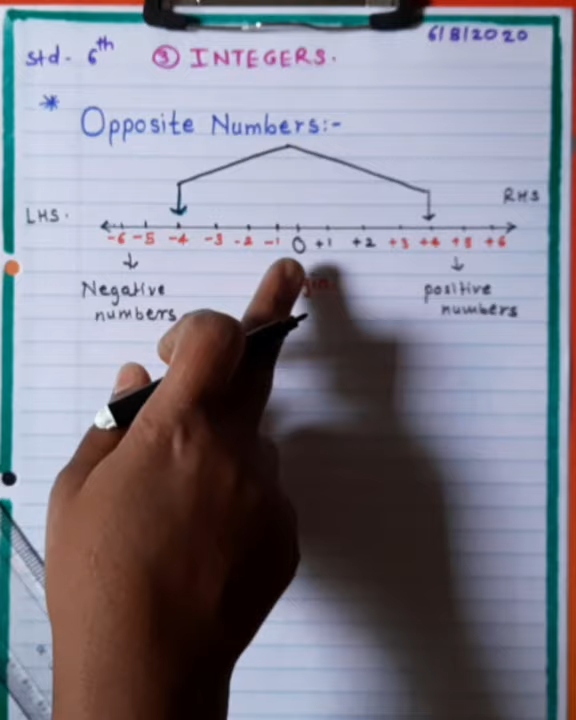 6/8/2020
std- 6th ③ INTEGERS.
* Opposite Numbers:-
RHS
LHS.
-6 -5 -4 -3 -2 -1 0 +1 +2 +3 +4 +5 +6
Negative numbers
positive numbers